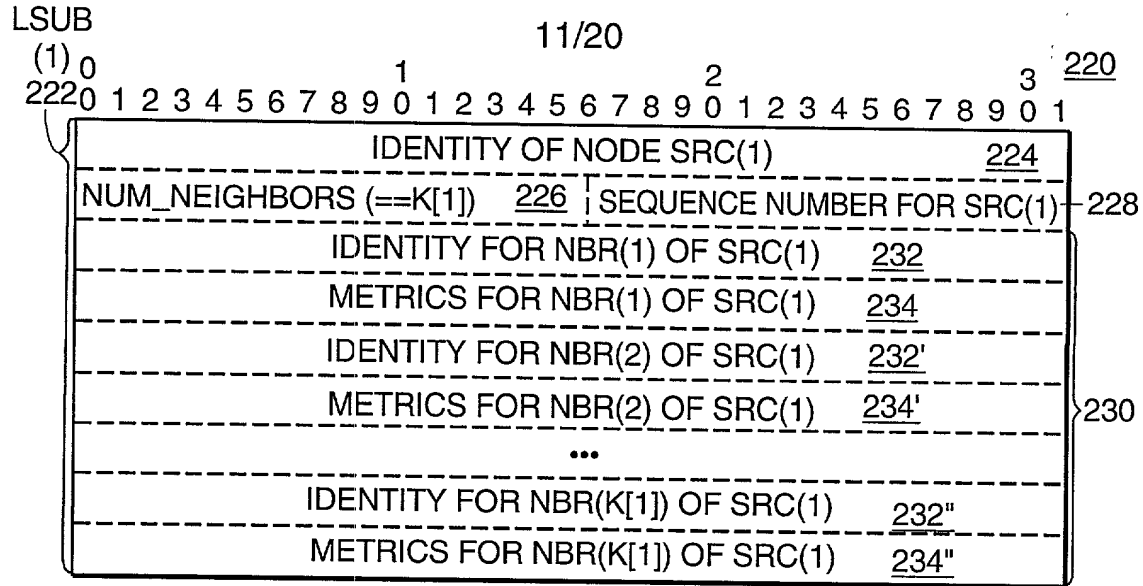 LSUB
11/20
(1) 0 1 2 3 220
222 0 1 2 3 4 5 6 7 8 9 0 1 2 3 4 5 6 7 8 9 0 1 2 3 4 5 6 7 8 9 0 1
IDENTITY OF NODE SRC(1) 224
NUM_NEIGHBORS (==K[1]) 226 SEQUENCE NUMBER FOR SRC(1) 228
IDENTITY FOR NBR(1) OF SRC(1) 232
METRICS FOR NBR(1) OF SRC(1) 234
IDENTITY FOR NBR(2) OF SRC(1) 232'
METRICS FOR NBR(2) OF SRC(1) 234'
230
•••
IDENTITY FOR NBR(K[1]) OF SRC(1) 232"
METRICS FOR NBR(K[1]) OF SRC(1) 234"